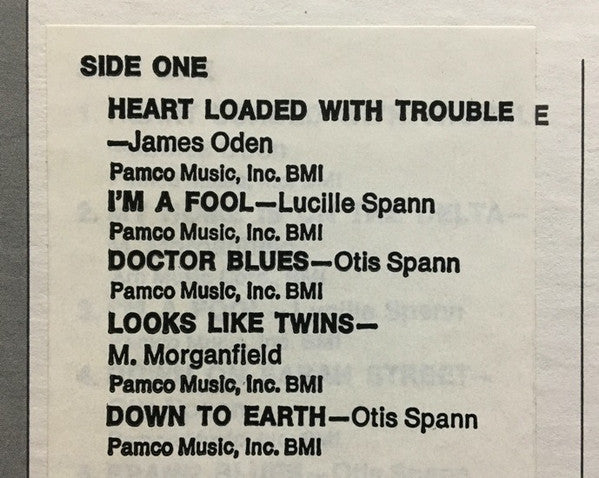 SIDE ONE
HEART LOADED WITH TROUBLE E
—James Oden
Pamco Music, Inc. BMI
I'M A FOOL—Lucille Spann
Pamco Music, Inc. BMI
DOCTOR BLUES—Otis Spann
Pamco Music, Inc. BMI
LOOKS LIKE TWINS—
M. Morganfield
Pamco Music, Inc. BMI
DOWN TO EARTH—Otis Spann
Pamco Music, Inc. BMI